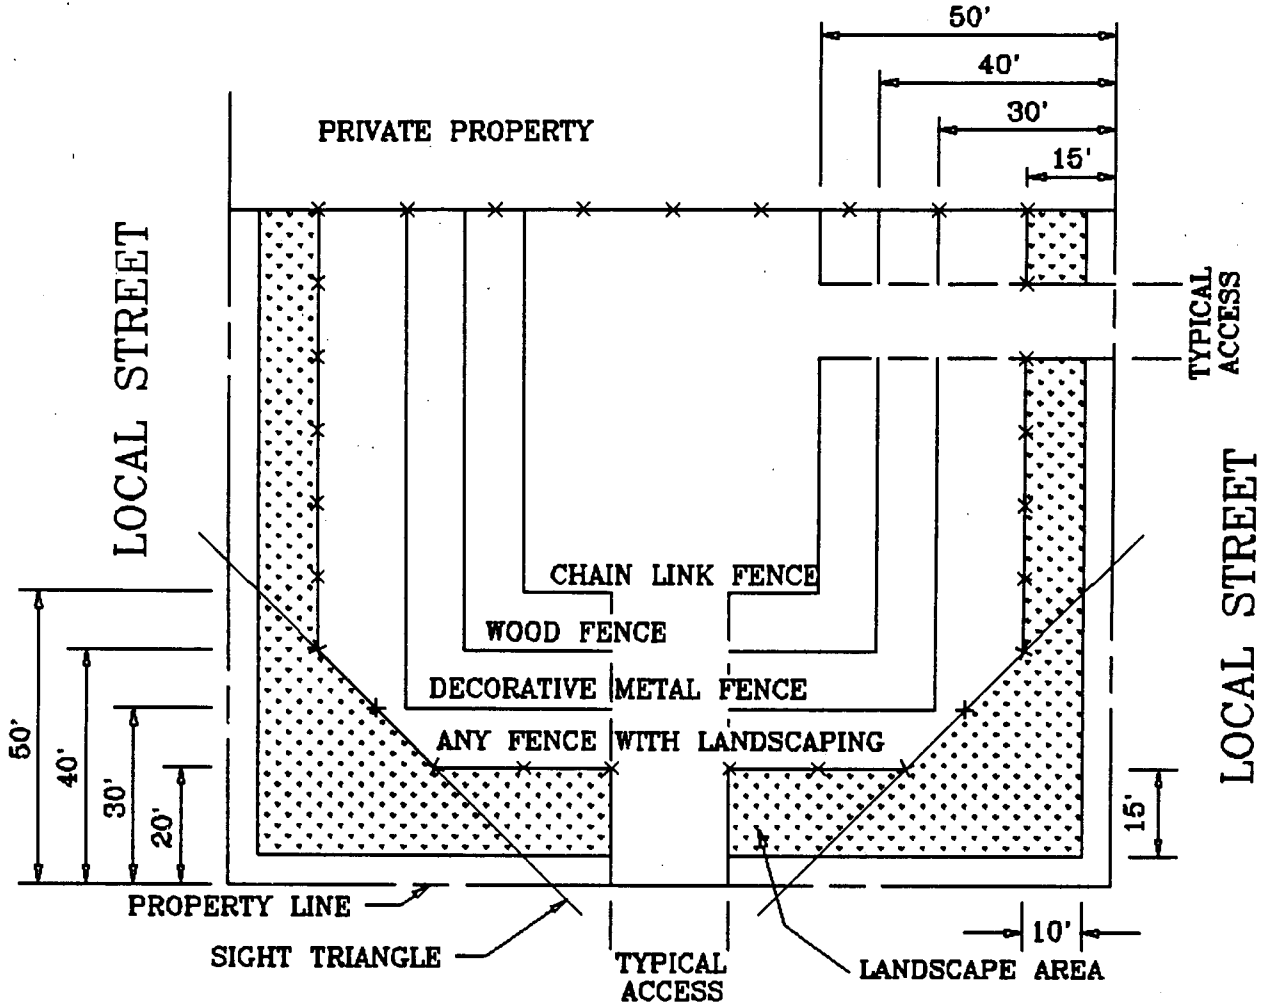 50'
40'
PRIVATE PROPERTY
30'
15'
LOCAL STREET
TYPICAL
ACCESS
LOCAL STREET
CHAIN LINK FENCE
WOOD FENCE
DECORATIVE METAL FENCE
ANY FENCE WITH LANDSCAPING
50'
40'
30'
20'
15'
PROPERTY LINE
SIGHT TRIANGLE
10'
TYPICAL
ACCESS
LANDSCAPE AREA